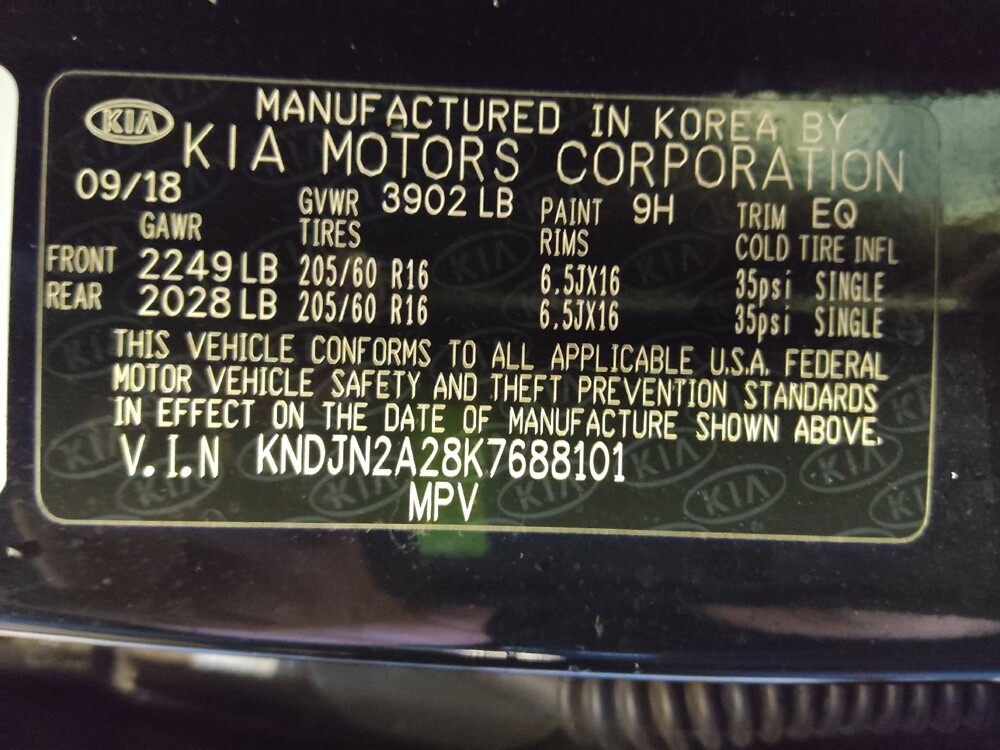 KIA MANUFACTURED IN KOREA BY
KIA MOTORS CORPORATION
09/18 GVWR 3902 LB PAINT 9H TRIM EQ
GAWR TIRES RIMS COLD TIRE INFL
FRONT 2249 LB 205/60 R16 6.5JX16 35psi SINGLE
REAR 2028 LB 205/60 R16 6.5JX16 35psi SINGLE
THIS VEHICLE CONFORMS TO ALL APPLICABLE U.S.A. FEDERAL
MOTOR VEHICLE SAFETY AND THEFT PREVENTION STANDARDS
IN EFFECT ON THE DATE OF MANUFACTURE SHOWN ABOVE.
V.I.N KNDJN2A28K7688101
MPV